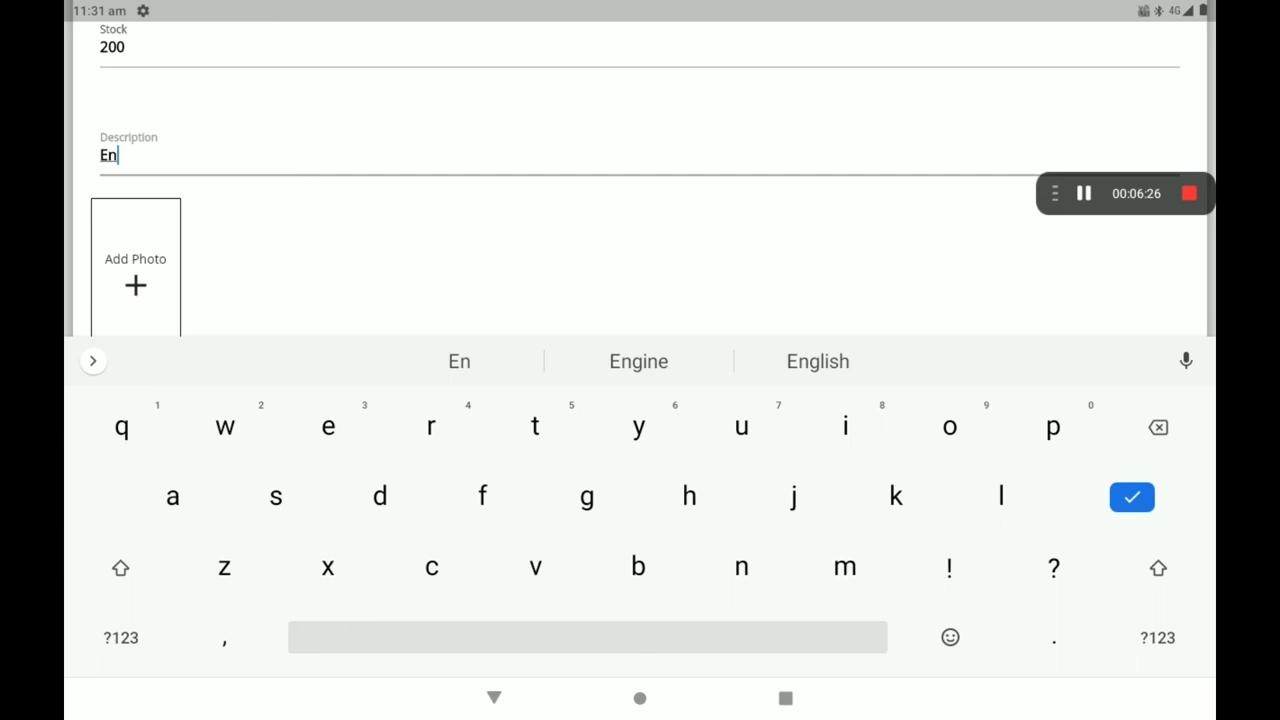 11:31 am
4G
Stock
200
Description
En
00:06:26
Add Photo
+
En Engine English
1 2 3 4 5 6 7 8 9 0
q w e r t y u i o p
a s d f g h j k l
z x c v b n m ! ?
?123 , . ?123